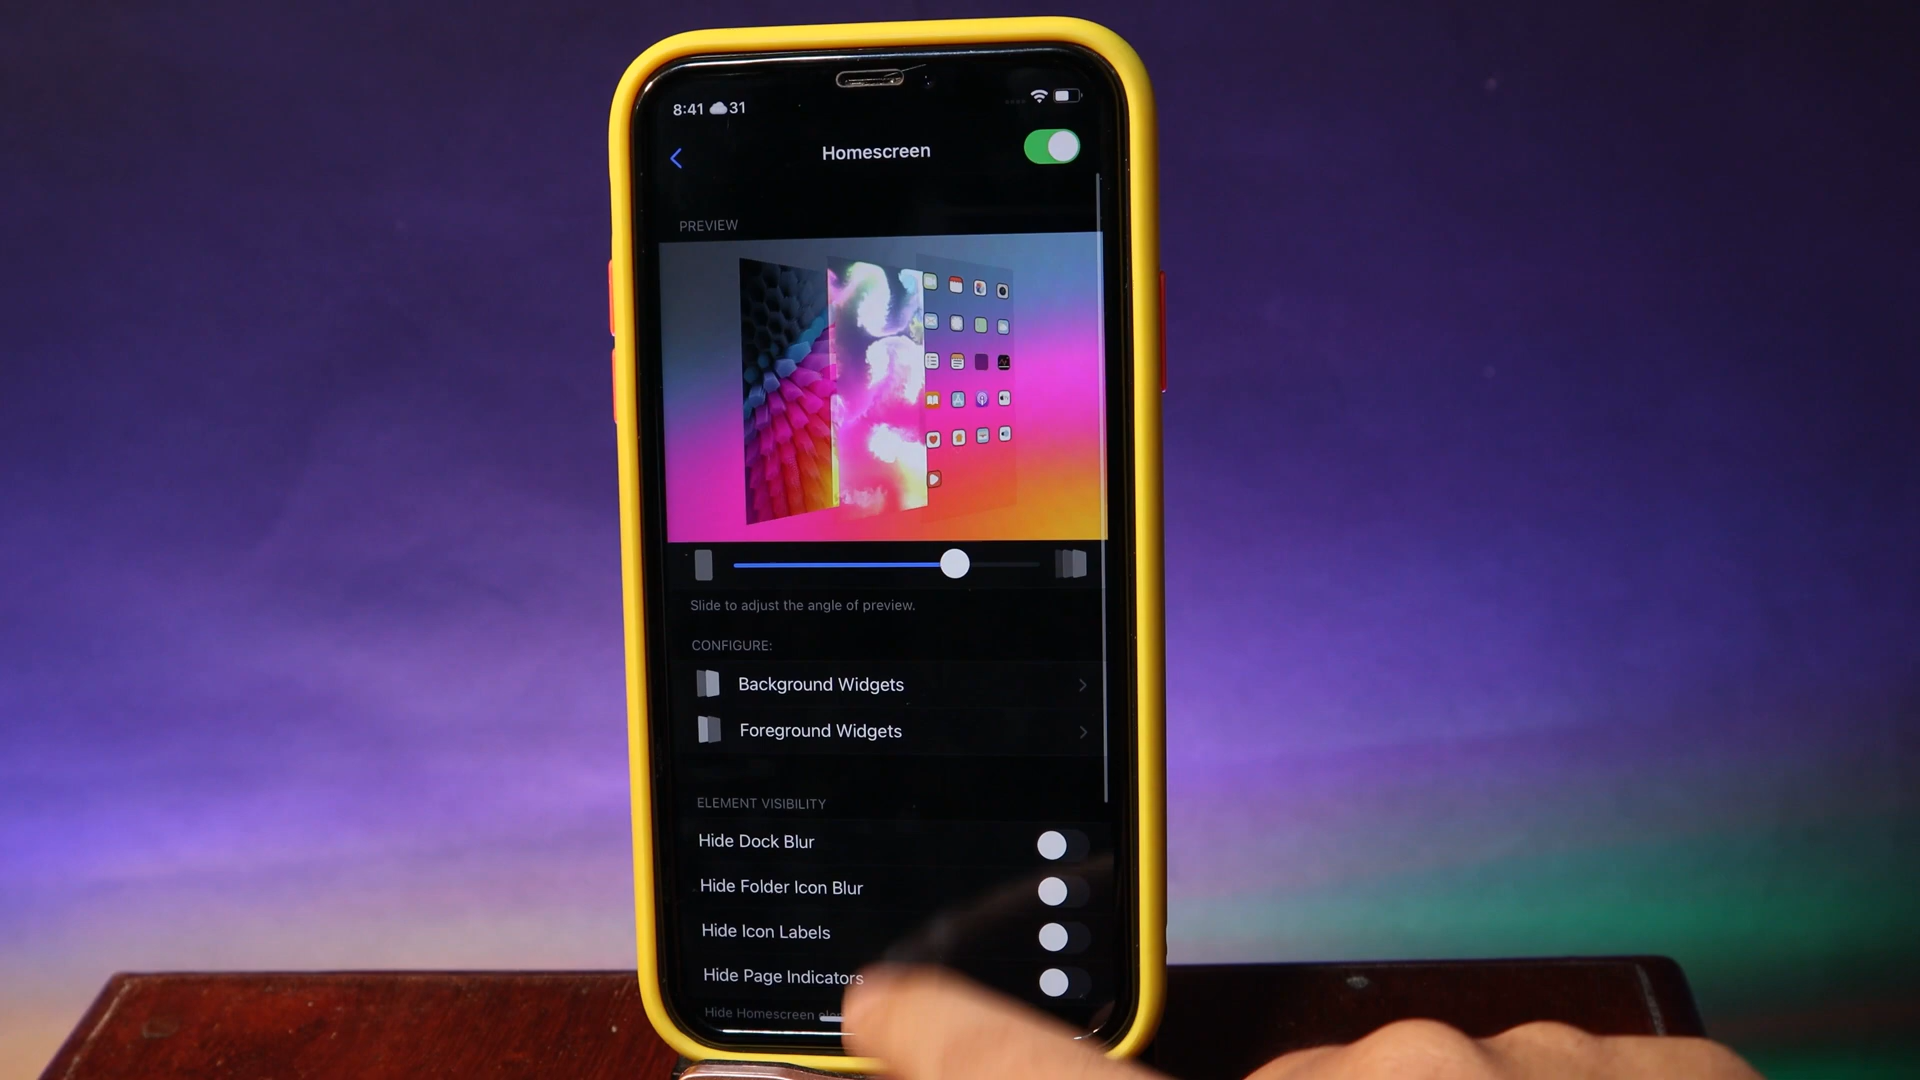 8:41 31
Homescreen
PREVIEW
Slide to adjust the angle of preview.
CONFIGURE:
Background Widgets
Foreground Widgets
ELEMENT VISIBILITY
Hide Dock Blur
Hide Folder Icon Blur
Hide Icon Labels
Hide Page Indicators
Hide Homescreen